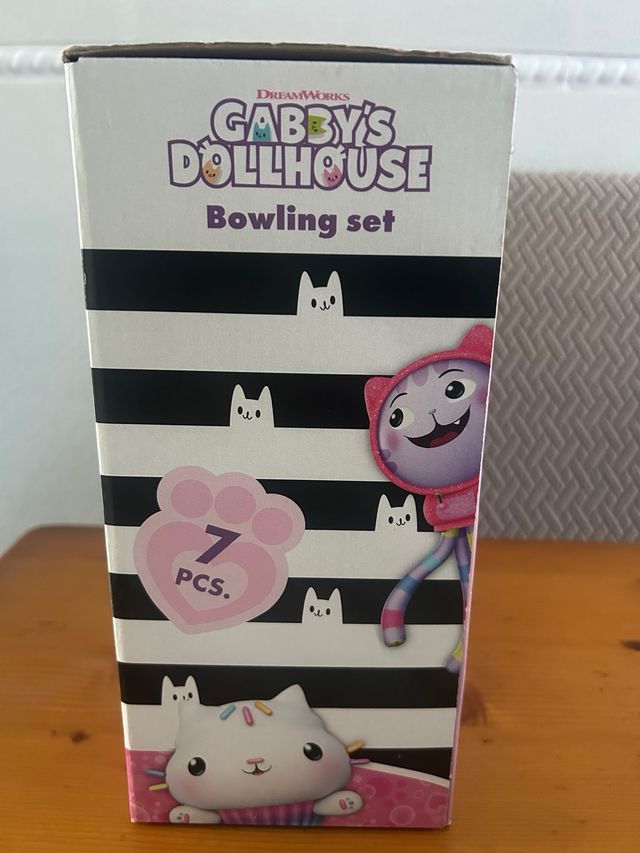 DREAMWORKS
GABBY'S
DOLLHOUSE
Bowling set
7
PCS.